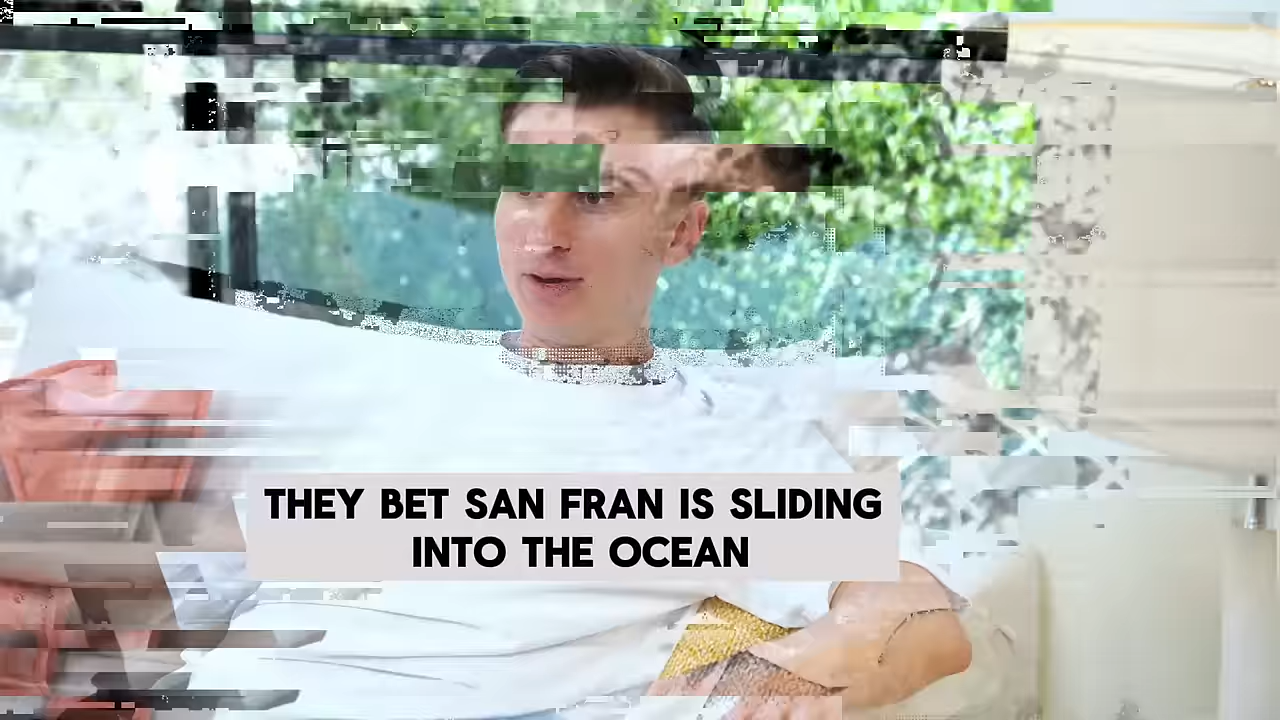 THEY BET SAN FRAN IS SLIDING
INTO THE OCEAN